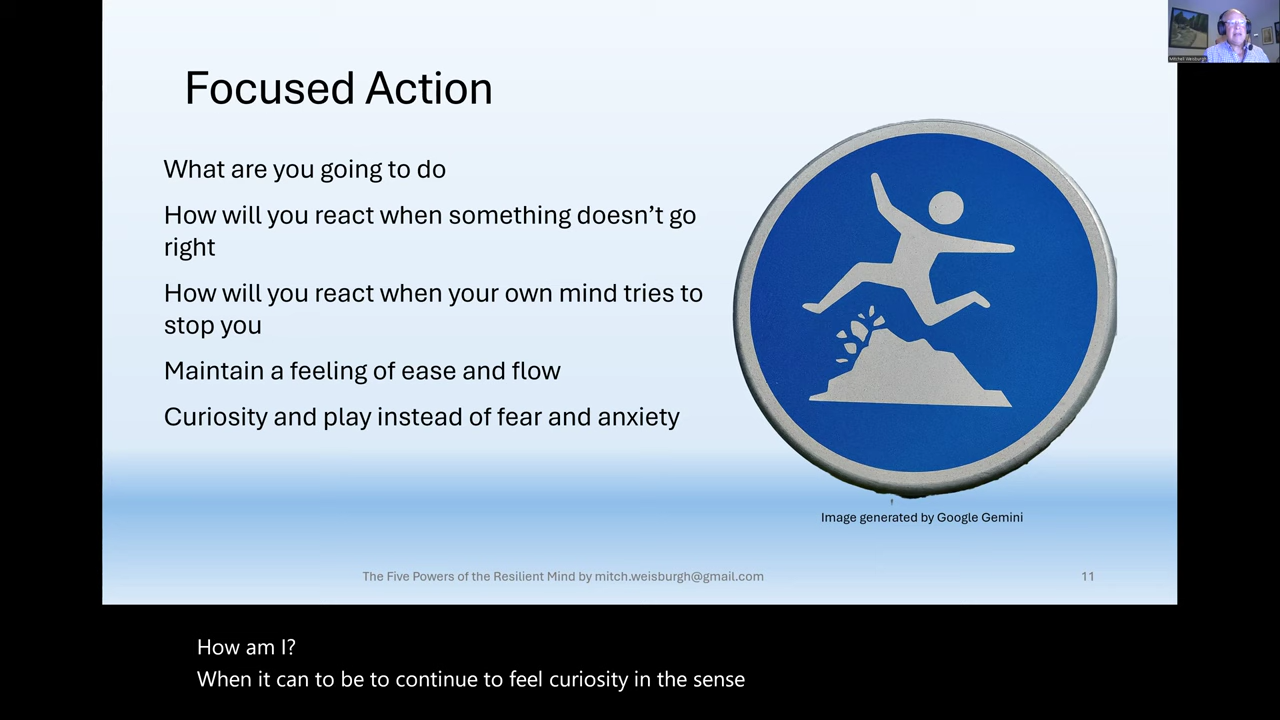 Focused Action
What are you going to do
How will you react when something doesn’t go
right
How will you react when your own mind tries to
stop you
Maintain a feeling of ease and flow
Curiosity and play instead of fear and anxiety
Image generated by Google Gemini
The Five Powers of the Resilient Mind by mitch.weisburgh@gmail.com
11
How am I?
When it can to be to continue to feel curiosity in the sense
Mitchell Weisburgh